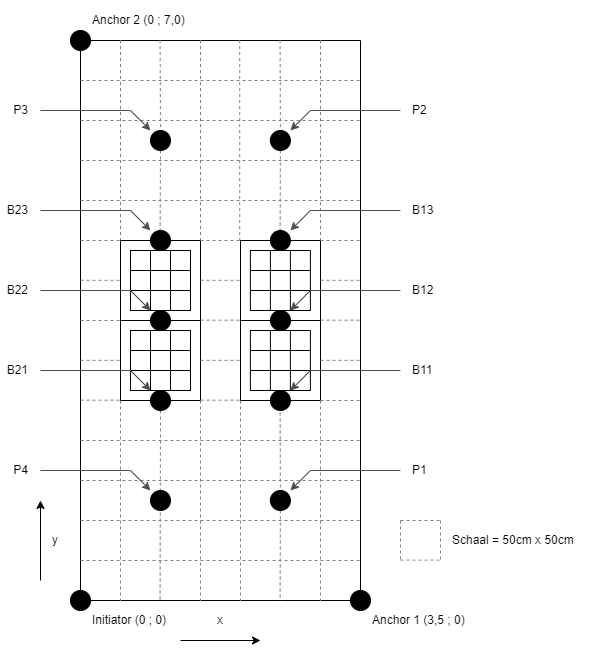 Anchor 2 (0 ; 7,0)
P3
P2
B23
B13
B22
B12
B21
B11
P4
P1
y
Schaal = 50cm x 50cm
Initiator (0 ; 0)
x
Anchor 1 (3,5 ; 0)